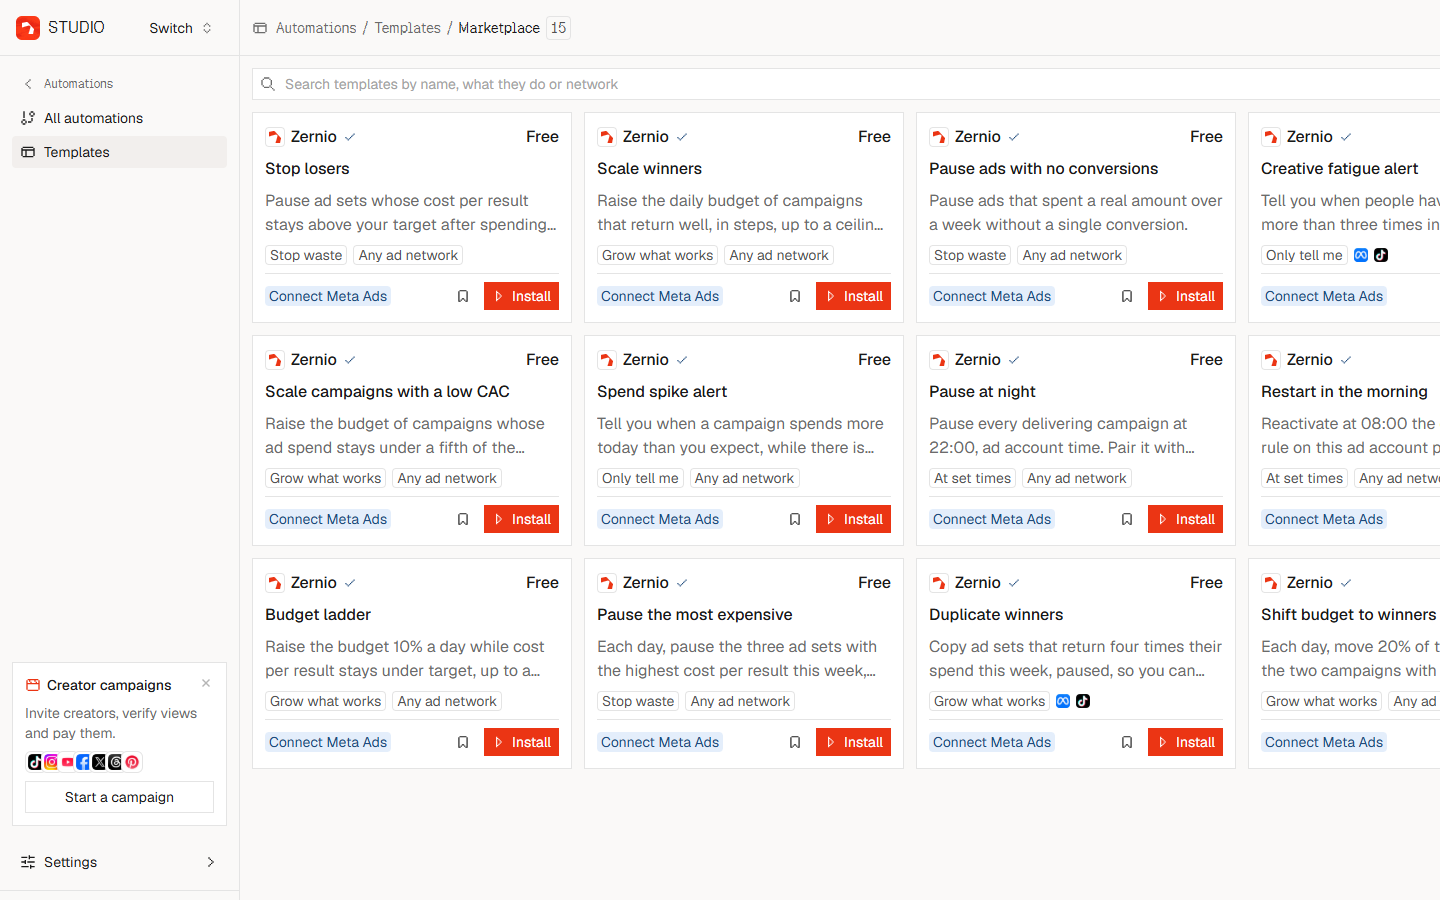 STUDIO
Switch
Automations / Templates / Marketplace 15
Automations
All automations
Templates
Search templates by name, what they do or network
Zernio
Free
Stop losers
Pause ad sets whose cost per result
stays above your target after spending...
Stop waste
Any ad network
Connect Meta Ads
Install
Zernio
Free
Scale winners
Raise the daily budget of campaigns
that return well, in steps, up to a ceilin...
Grow what works
Any ad network
Connect Meta Ads
Install
Zernio
Free
Pause ads with no conversions
Pause ads that spent a real amount over
a week without a single conversion.
Stop waste
Any ad network
Connect Meta Ads
Install
Zernio
Creative fatigue alert
Tell you when people hav
more than three times in
Only tell me
Connect Meta Ads
Zernio
Free
Scale campaigns with a low CAC
Raise the budget of campaigns whose
ad spend stays under a fifth of the...
Grow what works
Any ad network
Connect Meta Ads
Install
Zernio
Free
Spend spike alert
Tell you when a campaign spends more
today than you expect, while there is...
Only tell me
Any ad network
Connect Meta Ads
Install
Zernio
Free
Pause at night
Pause every delivering campaign at
22:00, ad account time. Pair it with...
At set times
Any ad network
Connect Meta Ads
Install
Zernio
Restart in the morning
Reactivate at 08:00 the
rule on this ad account p
At set times
Any ad netwo
Connect Meta Ads
Zernio
Free
Budget ladder
Raise the budget 10% a day while cost
per result stays under target, up to a...
Grow what works
Any ad network
Connect Meta Ads
Install
Zernio
Free
Pause the most expensive
Each day, pause the three ad sets with
the highest cost per result this week,...
Stop waste
Any ad network
Connect Meta Ads
Install
Zernio
Free
Duplicate winners
Copy ad sets that return four times their
spend this week, paused, so you can...
Grow what works
Connect Meta Ads
Install
Zernio
Shift budget to winners
Each day, move 20% of t
the two campaigns with
Grow what works
Any ad
Connect Meta Ads
Creator campaigns
Invite creators, verify views
and pay them.
Start a campaign
Settings